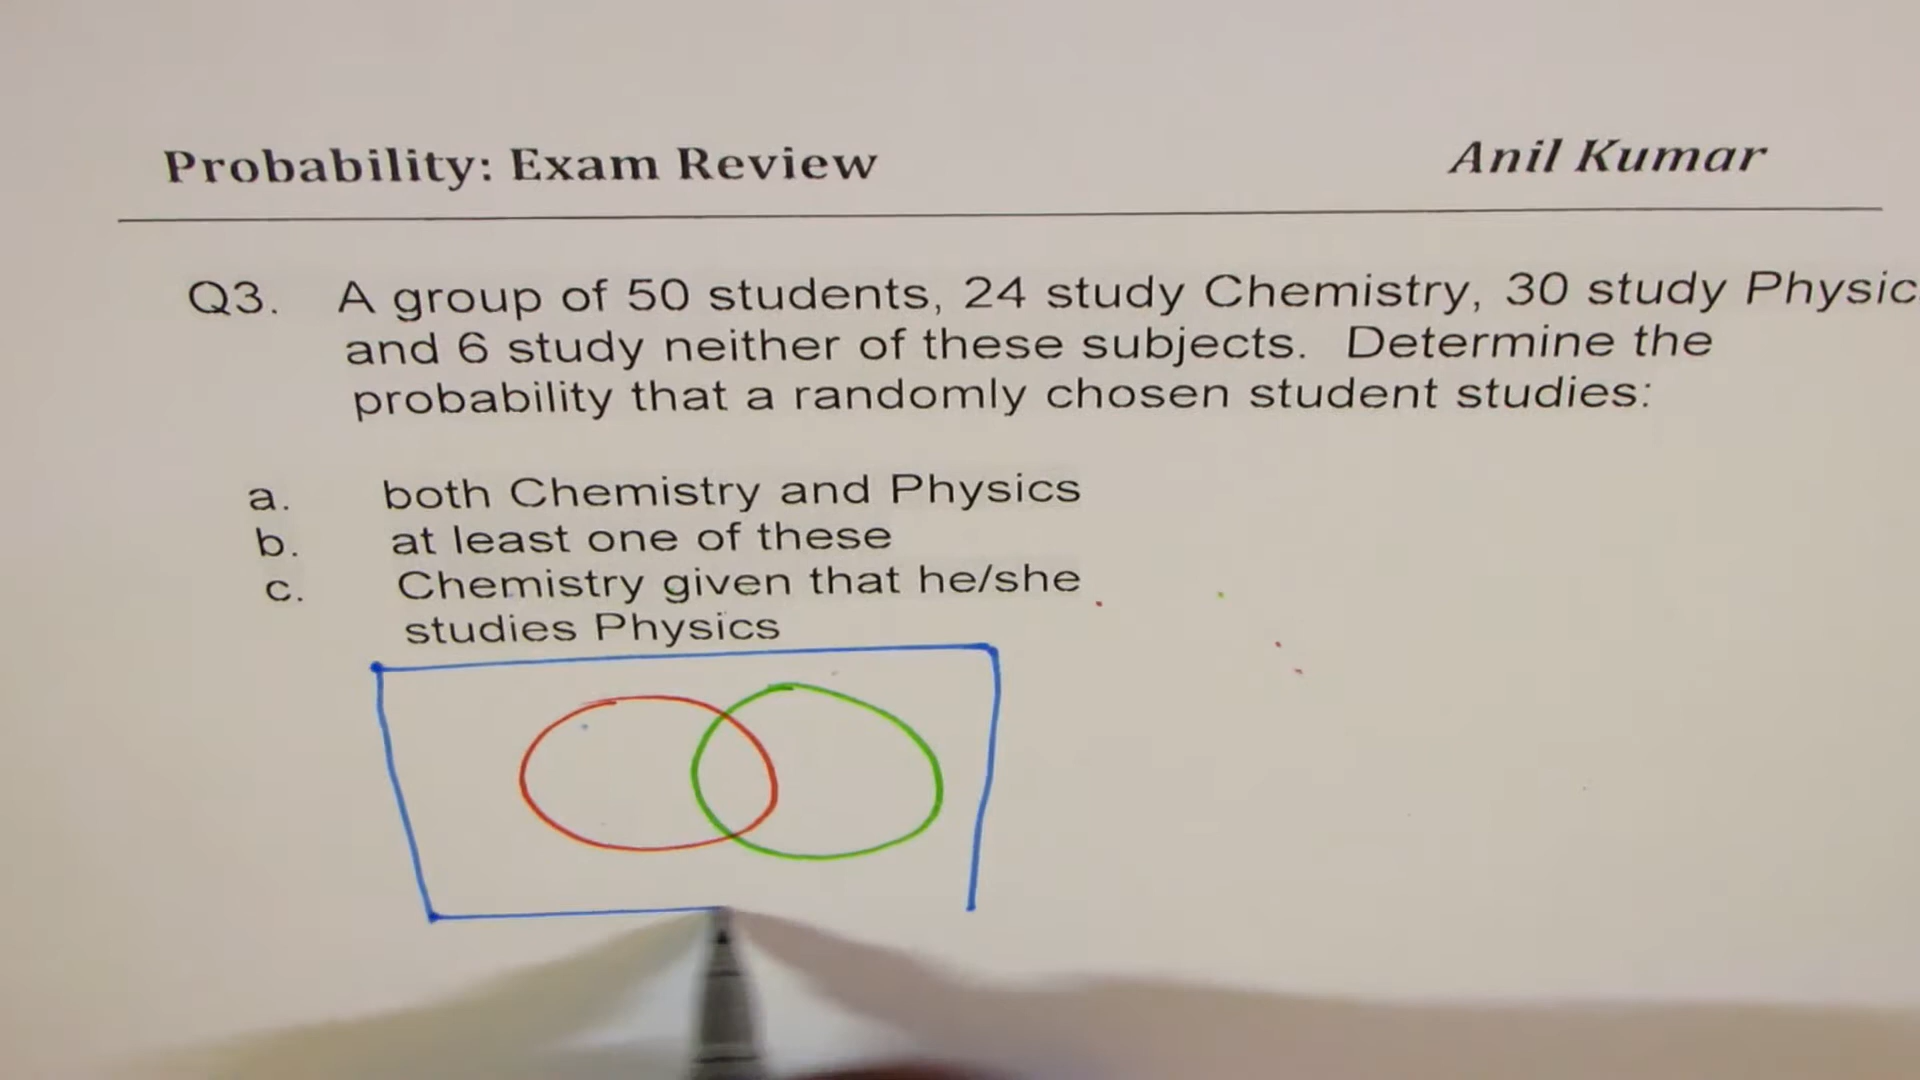 Probability: Exam Review
Anil Kumar
Q3. A group of 50 students, 24 study Chemistry, 30 study Physic
and 6 study neither of these subjects. Determine the
probability that a randomly chosen student studies:
a. both Chemistry and Physics
b. at least one of these
c. Chemistry given that he/she
studies Physics